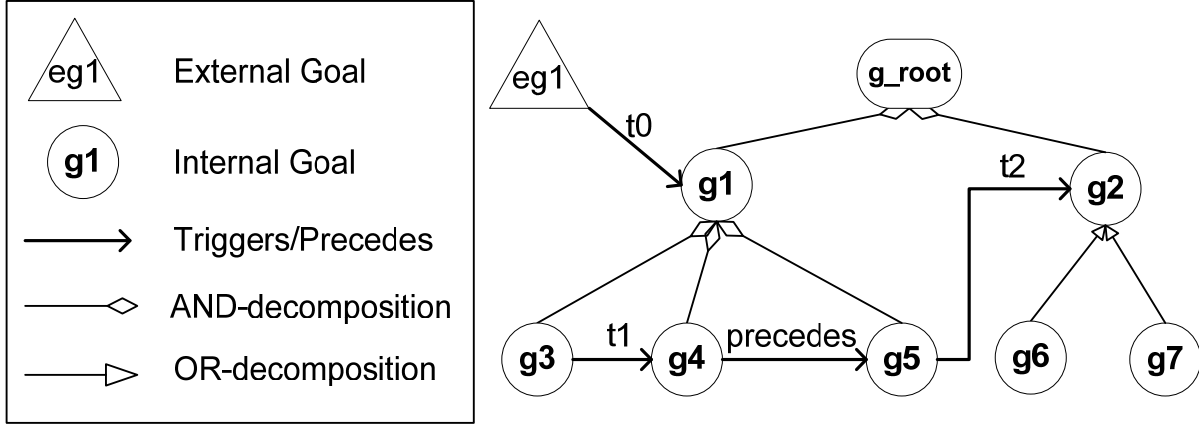 eg1 External Goal
g1 Internal Goal
Triggers/Precedes
AND-decomposition
OR-decomposition
eg1
g_root
t0
g1
t2
g2
g3
t1
g4
precedes
g5
g6
g7